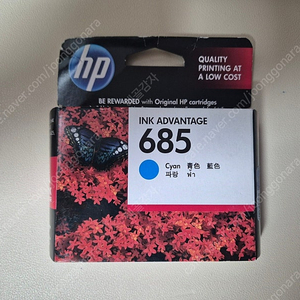 hp
QUALITY
PRINTING AT
A LOW COST
BE REWARDED with Original HP cartridges
INK ADVANTAGE
685
Cyan 青色 藍色
파랑 ฟ้า